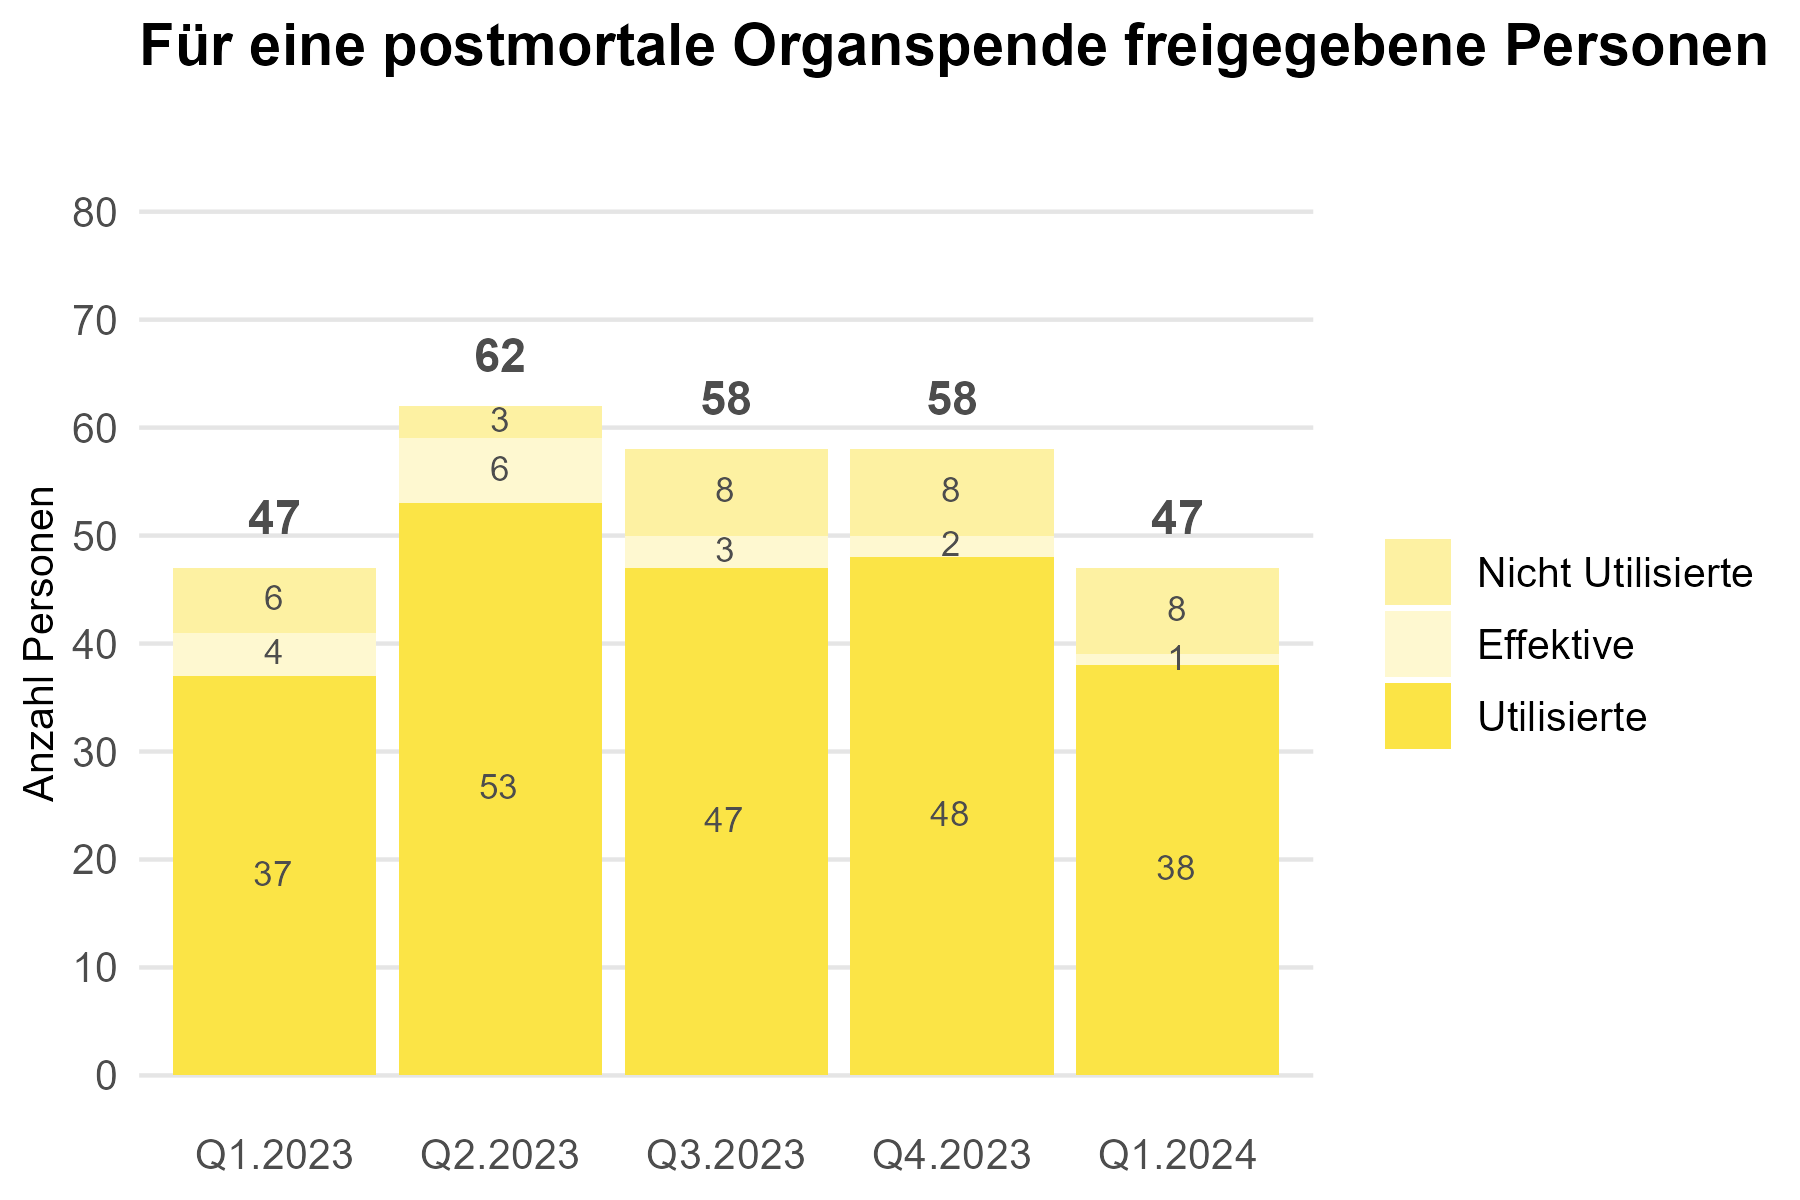 Für eine postmortale Organspende freigegebene Personen
Anzahl Personen
80
70
60
50
40
30
20
10
0
47
6
4
37
62
3
6
53
58
8
3
47
58
8
2
48
47
8
1
38
Q1.2023
Q2.2023
Q3.2023
Q4.2023
Q1.2024
Nicht Utilisierte
Effektive
Utilisierte